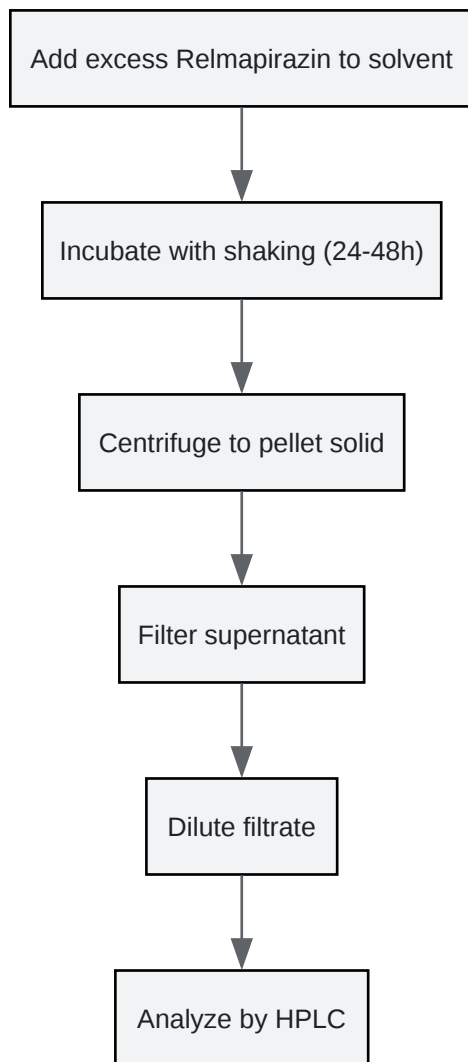 Add excess Relmapirazin to solvent
Incubate with shaking (24-48h)
Centrifuge to pellet solid
Filter supernatant
Dilute filtrate
Analyze by HPLC